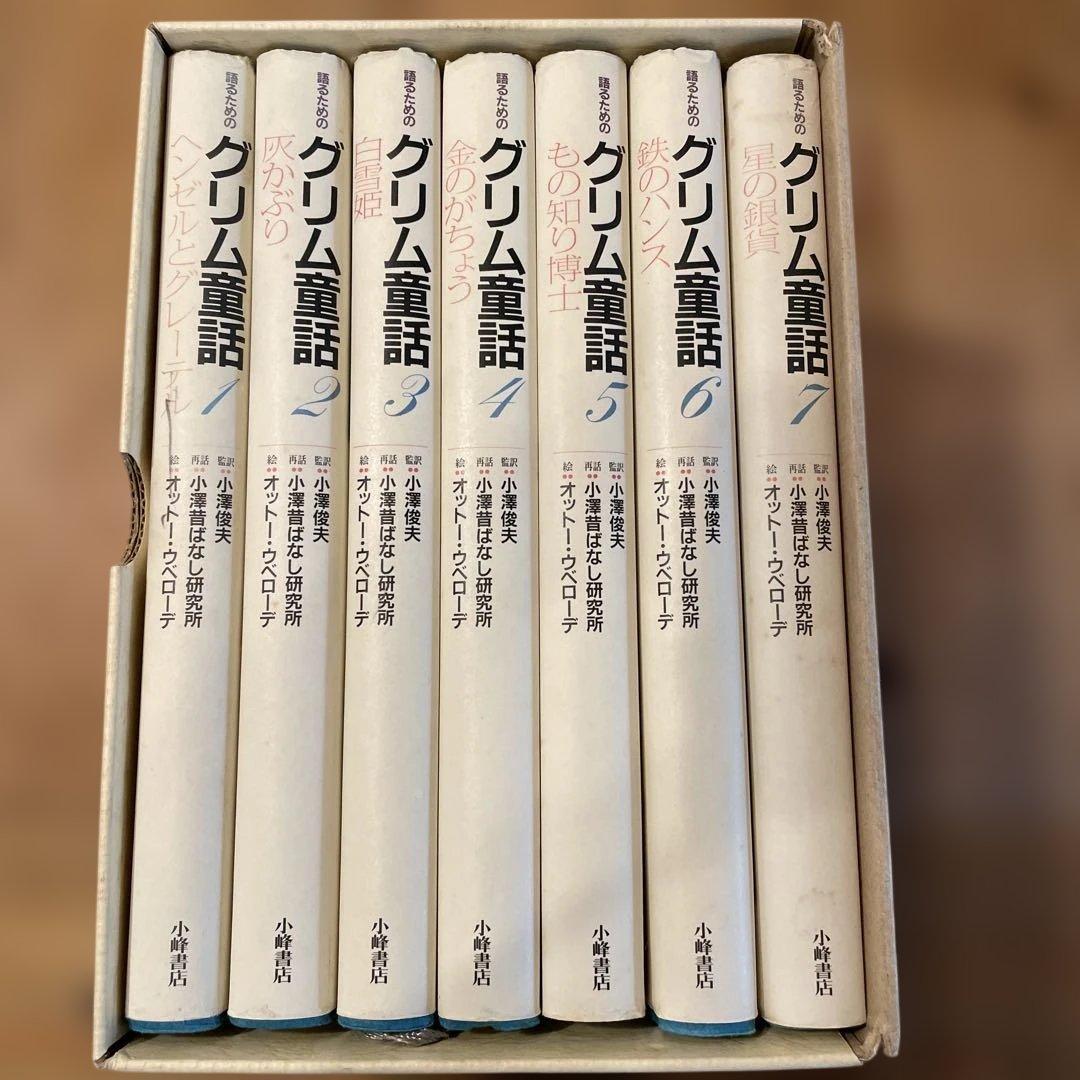 語るための
グリム童話
ヘンゼルとグレーテル
1
監訳 小澤俊夫
再話 小澤昔ばなし研究所
絵 オットー・ウベローデ
小峰書店
語るための
グリム童話
灰かぶり
2
監訳 小澤俊夫
再話 小澤昔ばなし研究所
絵 オットー・ウベローデ
小峰書店
語るための
グリム童話
白雪姫
3
監訳 小澤俊夫
再話 小澤昔ばなし研究所
絵 オットー・ウベローデ
小峰書店
語るための
グリム童話
金のがちょう
4
監訳 小澤俊夫
再話 小澤昔ばなし研究所
絵 オットー・ウベローデ
小峰書店
語るための
グリム童話
もの知り博士
5
監訳 小澤俊夫
再話 小澤昔ばなし研究所
絵 オットー・ウベローデ
小峰書店
語るための
グリム童話
鉄のハンス
6
監訳 小澤俊夫
再話 小澤昔ばなし研究所
絵 オットー・ウベローデ
小峰書店
語るための
グリム童話
星の銀貨
7
監訳 小澤俊夫
再話 小澤昔ばなし研究所
絵 オットー・ウベローデ
小峰書店